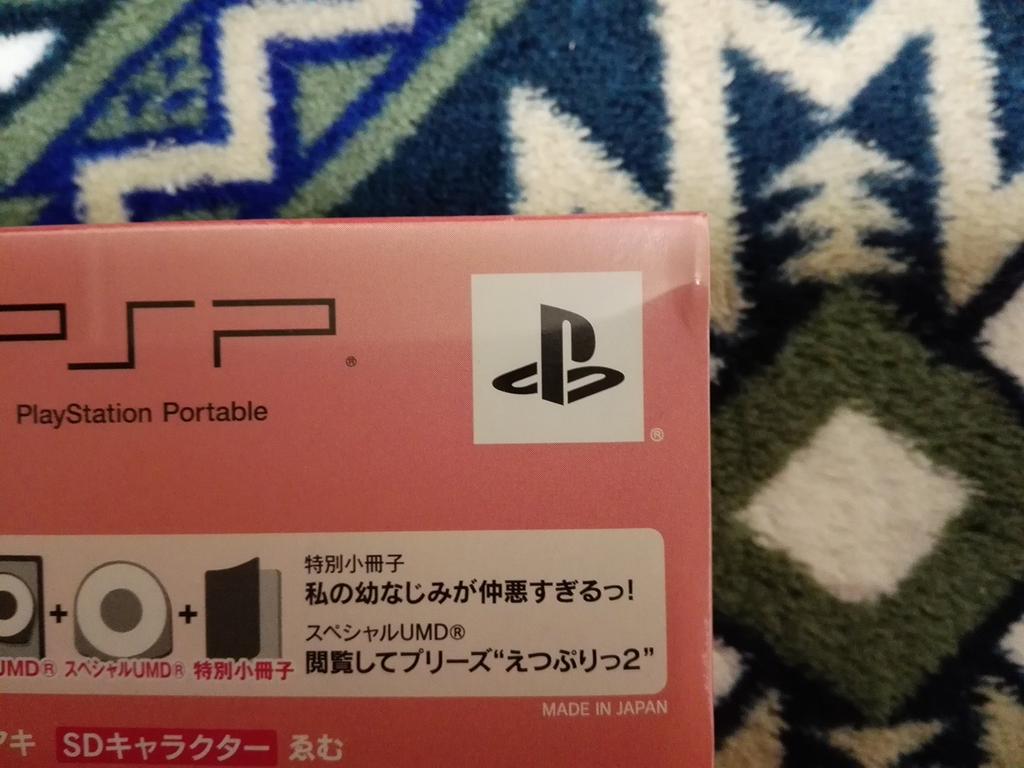 PSP®
PlayStation Portable
®
特別小冊子
私の幼なじみが仲悪すぎるっ!
スペシャルUMD®
閲覧してプリーズ“えつぷりっ2”
+
+
UMD®
スペシャルUMD®
特別小冊子
MADE IN JAPAN
アキ SDキャラクター ゑむ